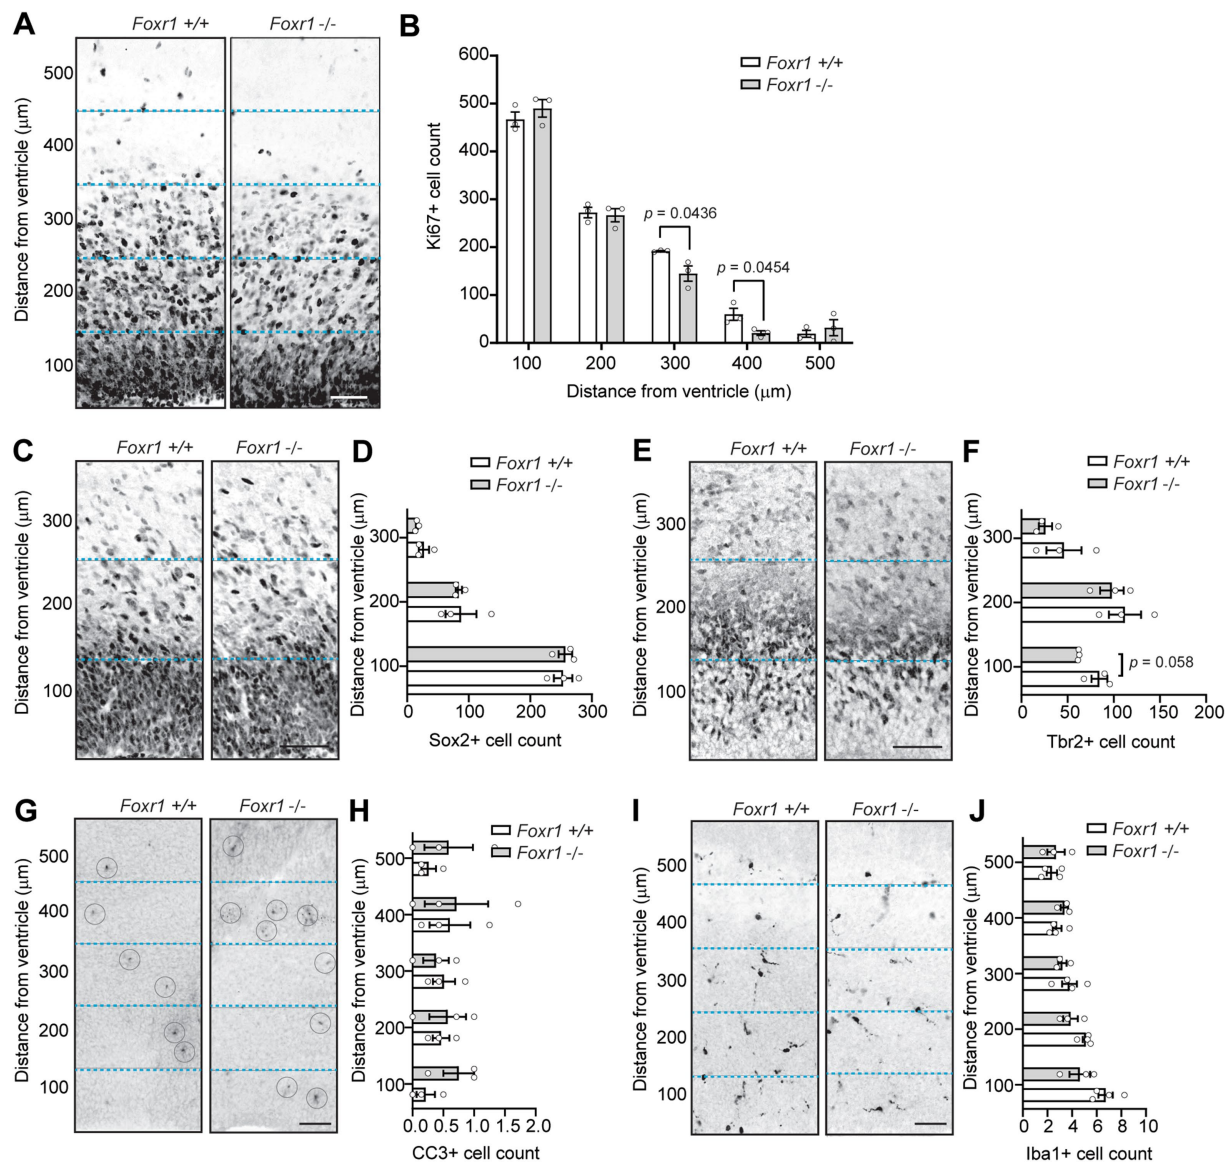 A
Foxr1 +/+
Foxr1 -/-
Distance from ventricle (μm)
500
400
300
200
100
B
Foxr1 +/+
Foxr1 -/-
Ki67+ cell count
600
500
400
300
200
100
0
p = 0.0436
p = 0.0454
100 200 300 400 500
Distance from ventricle (μm)
C
Foxr1 +/+
Foxr1 -/-
Distance from ventricle (μm)
300
200
100
D
Foxr1 +/+
Foxr1 -/-
Distance from ventricle (μm)
300
200
100
0 100 200 300
Sox2+ cell count
E
Foxr1 +/+
Foxr1 -/-
Distance from ventricle (μm)
300
200
100
F
Foxr1 +/+
Foxr1 -/-
Distance from ventricle (μm)
300
200
100
p = 0.058
0 50 100 150 200
Tbr2+ cell count
G
Foxr1 +/+
Foxr1 -/-
Distance from ventricle (μm)
500
400
300
200
100
H
Foxr1 +/+
Foxr1 -/-
Distance from ventricle (μm)
500
400
300
200
100
0.0 0.5 1.0 1.5 2.0
CC3+ cell count
I
Foxr1 +/+
Foxr1 -/-
Distance from ventricle (μm)
500
400
300
200
100
J
Foxr1 +/+
Foxr1 -/-
Distance from ventricle (μm)
500
400
300
200
100
0 2 4 6 8 10
Iba1+ cell count